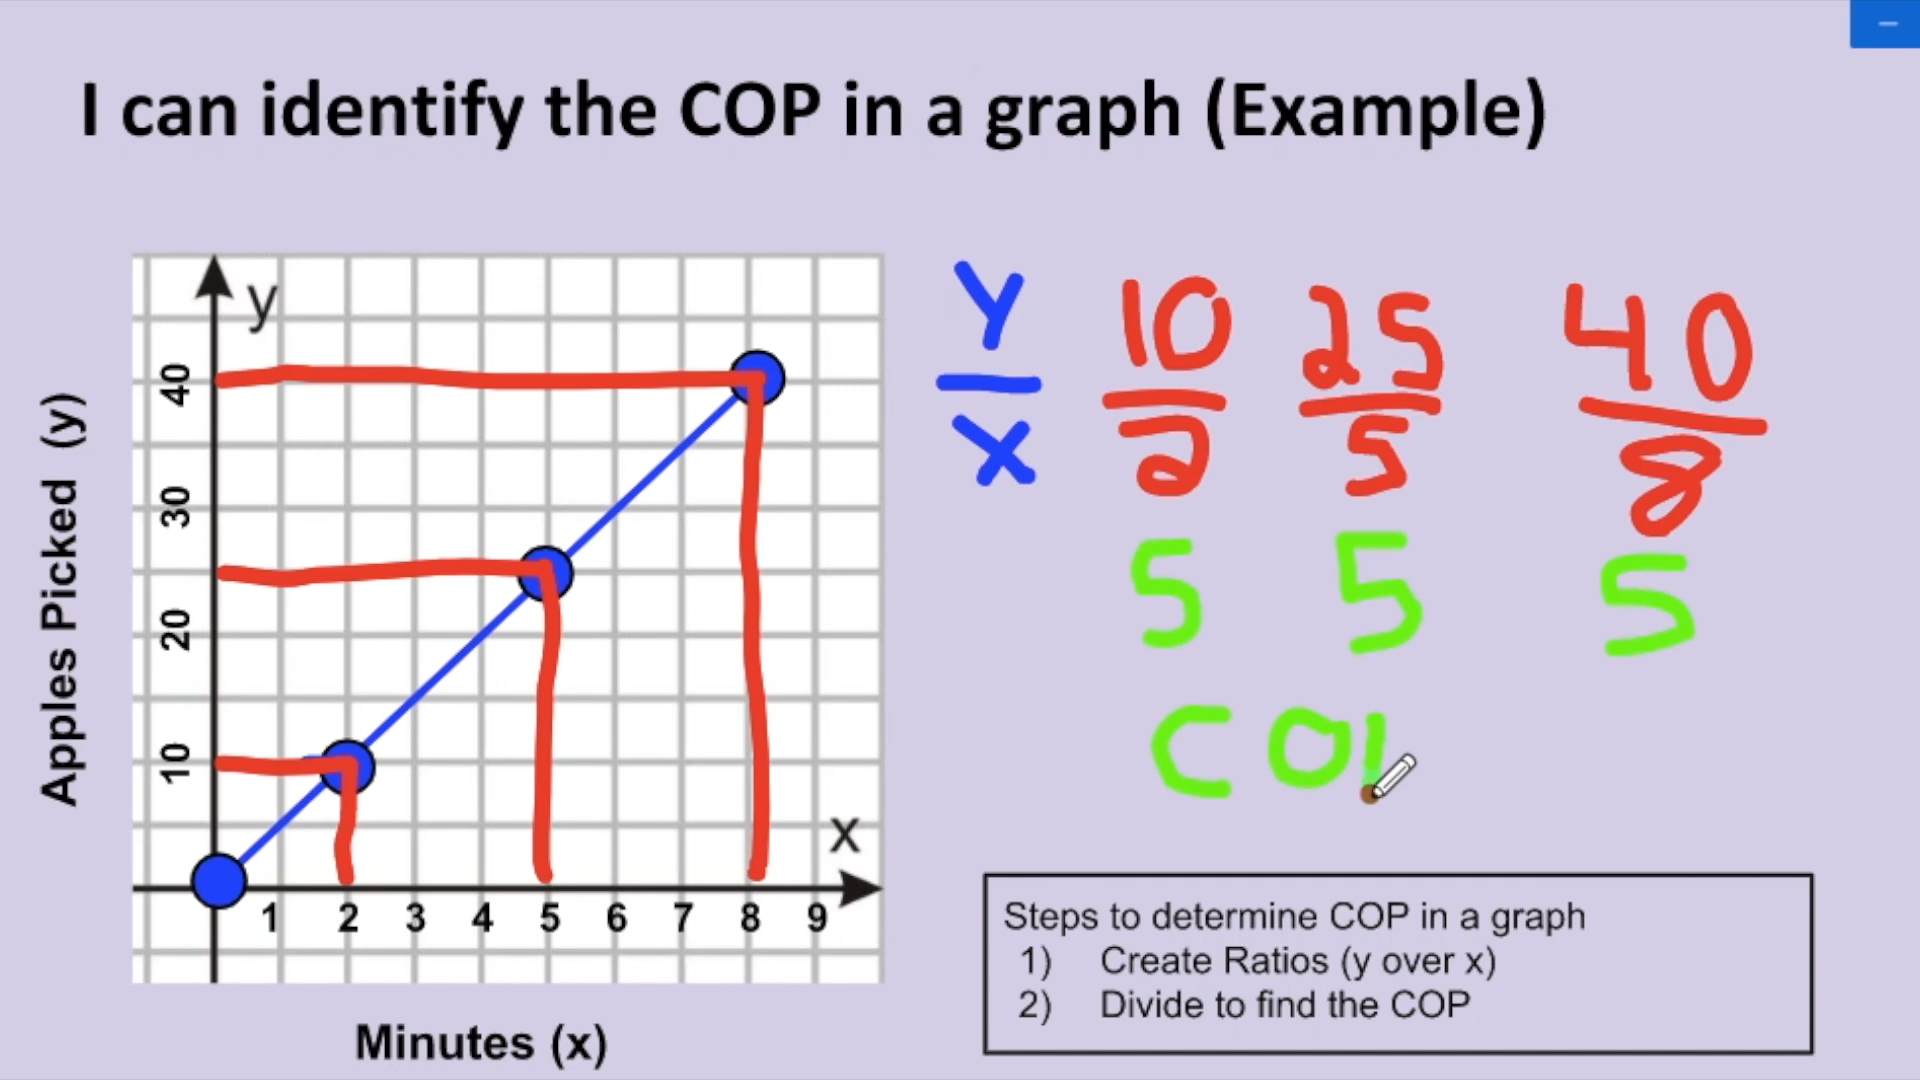 I can identify the COP in a graph (Example)
y
Apples Picked (y)
40
30
20
10
x
1 2 3 4 5 6 7 8 9
Minutes (x)
Y 10 25 40
X 2 5 8
5 5 5
CO
Steps to determine COP in a graph
1) Create Ratios (y over x)
2) Divide to find the COP